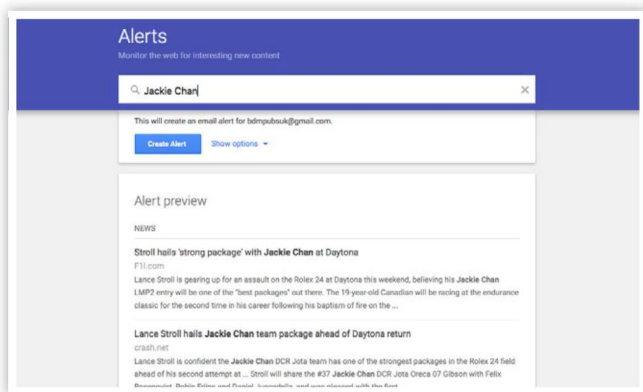 Alerts
Monitor the web for interesting new content
Jackie Chan
This will create an email alert for bdmpubsuk@gmail.com.
Create Alert
Show options
Alert preview
NEWS
Stroll hails 'strong package' with Jackie Chan at Daytona
F1i.com
Lance Stroll is gearing up for an assault on the Rolex 24 at Daytona this weekend, believing his Jackie Chan
LMP2 entry will be one of the "best packages" out there. The 19-year-old Canadian will be racing at the endurance
classic for the second time in his career following his baptism of fire on the ...
Lance Stroll hails Jackie Chan team package ahead of Daytona return
crash.net
Lance Stroll is confident the Jackie Chan DCR Jota team has one of the strongest packages in the Rolex 24 field
ahead of his second attempt at ... Stroll will share the #37 Jackie Chan DCR Jota Oreca 07 Gibson with Felix